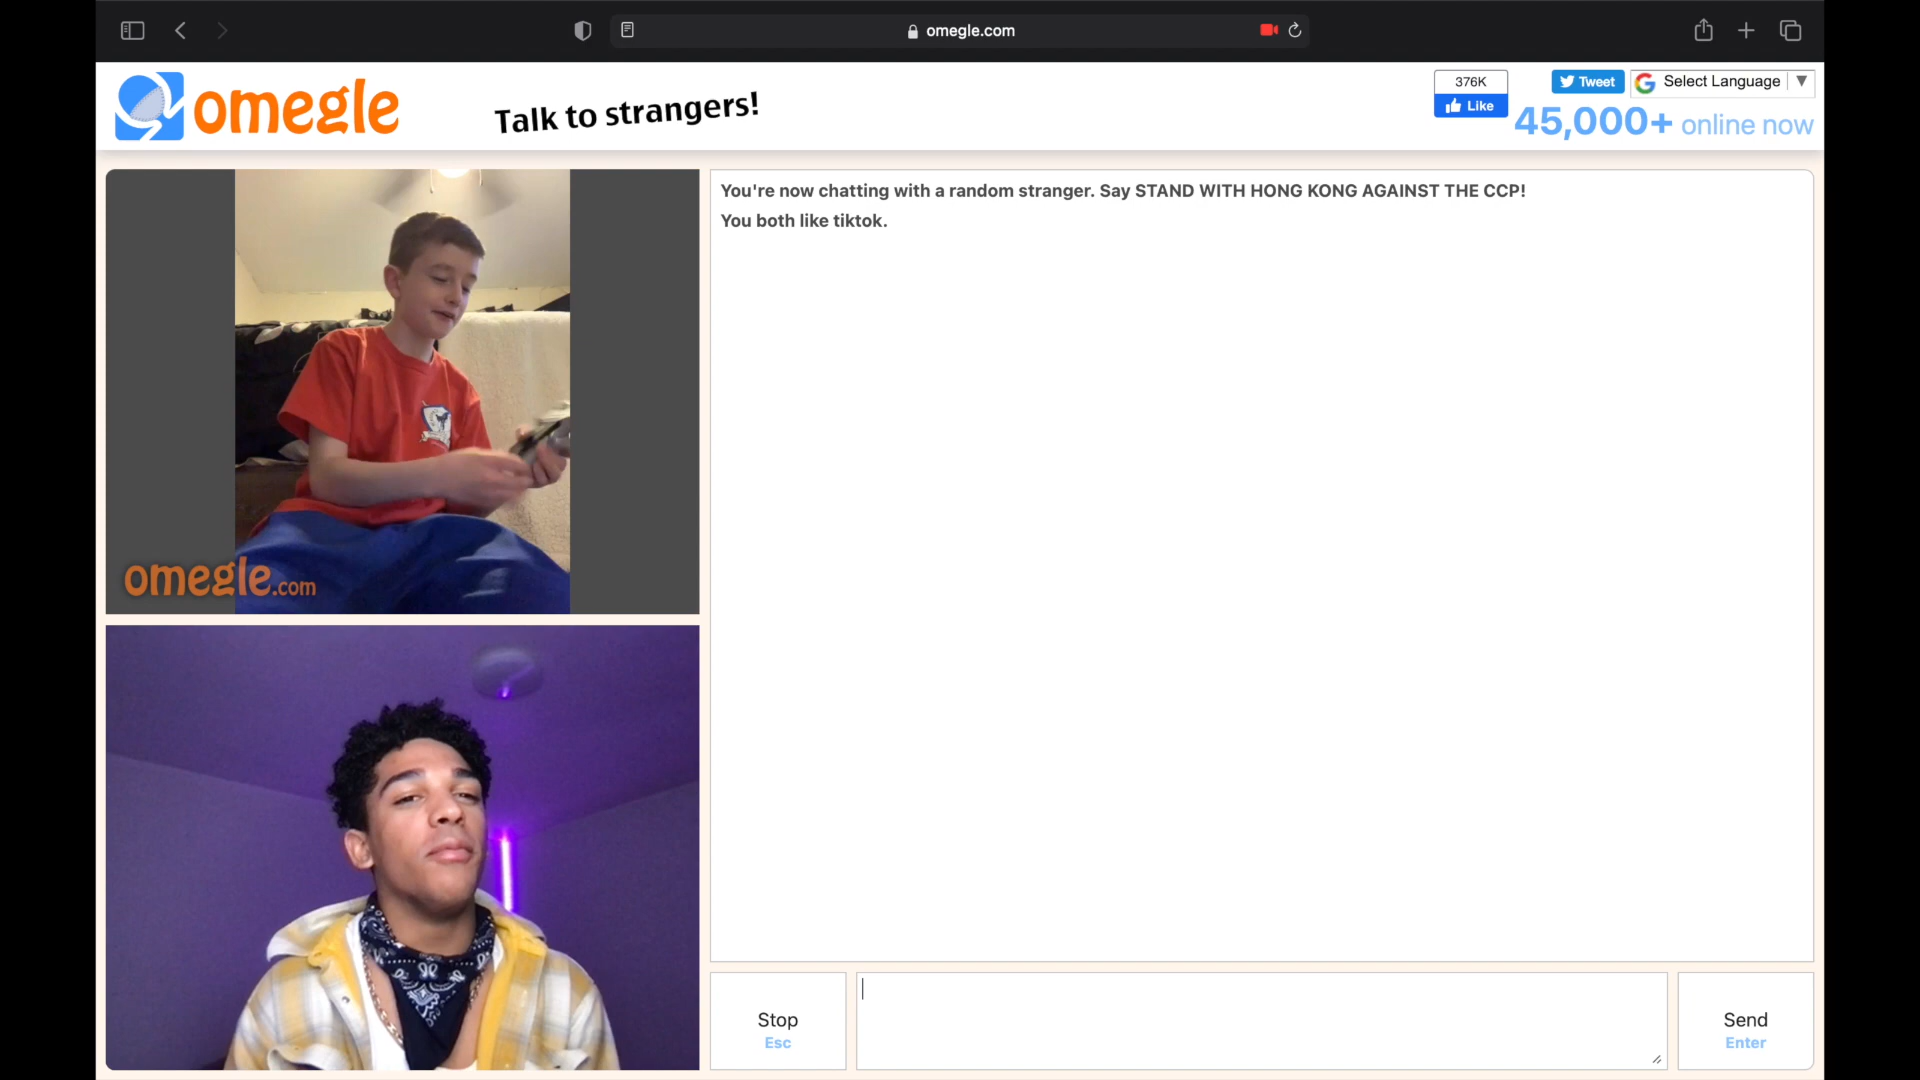 omegle.com
omegle
Talk to strangers!
376K
Like
Tweet
Select Language
45,000+ online now
You're now chatting with a random stranger. Say STAND WITH HONG KONG AGAINST THE CCP!
You both like tiktok.
omegle.com
Stop
Esc
Send
Enter